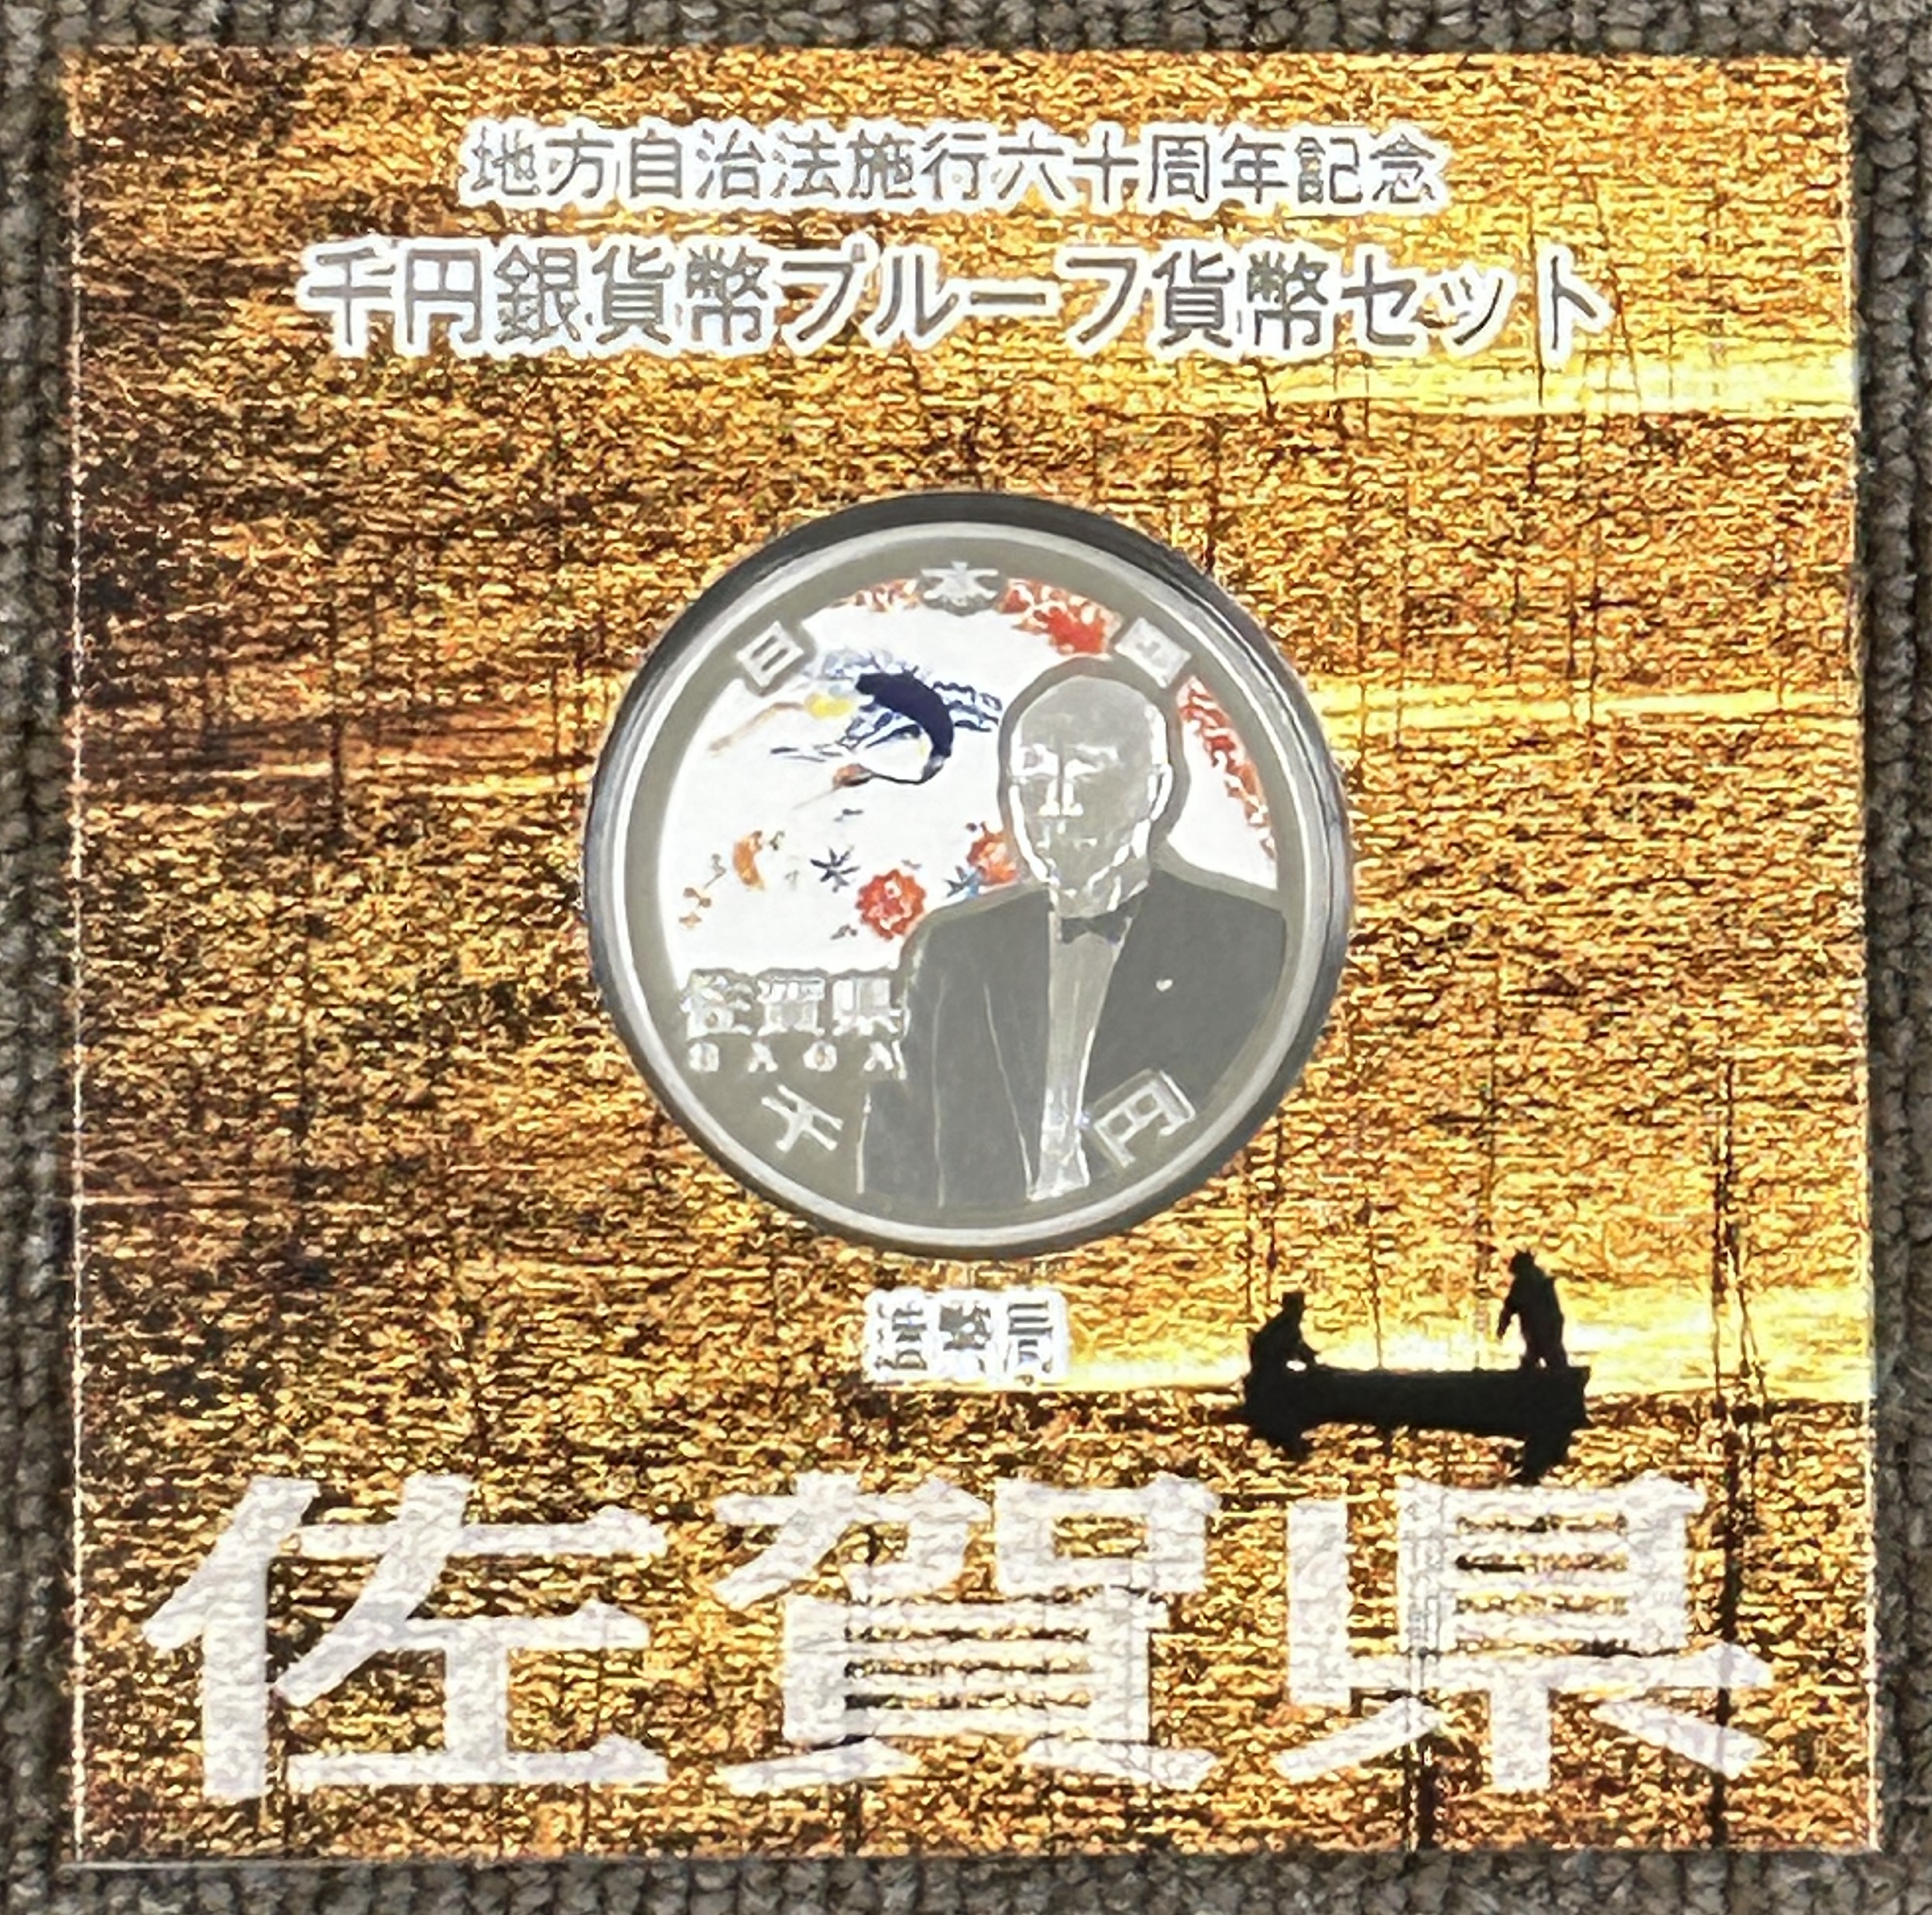 地方自治法施行六十周年記念
千円銀貨幣プルーフ貨幣セット
日本国
佐賀県
SAGA
千円
造幣局
佐賀県